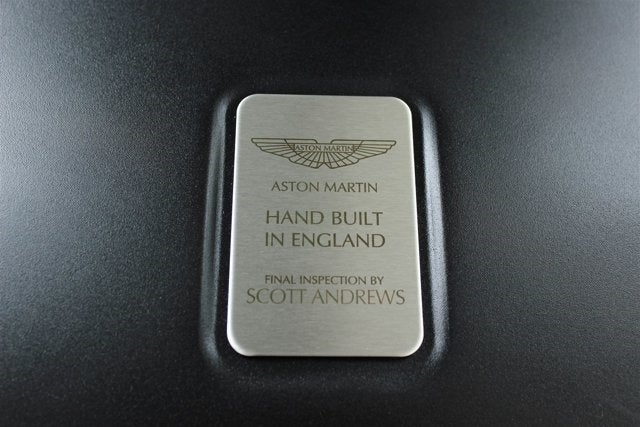 ASTON MARTIN
ASTON MARTIN
HAND BUILT
IN ENGLAND
FINAL INSPECTION BY
SCOTT ANDREWS